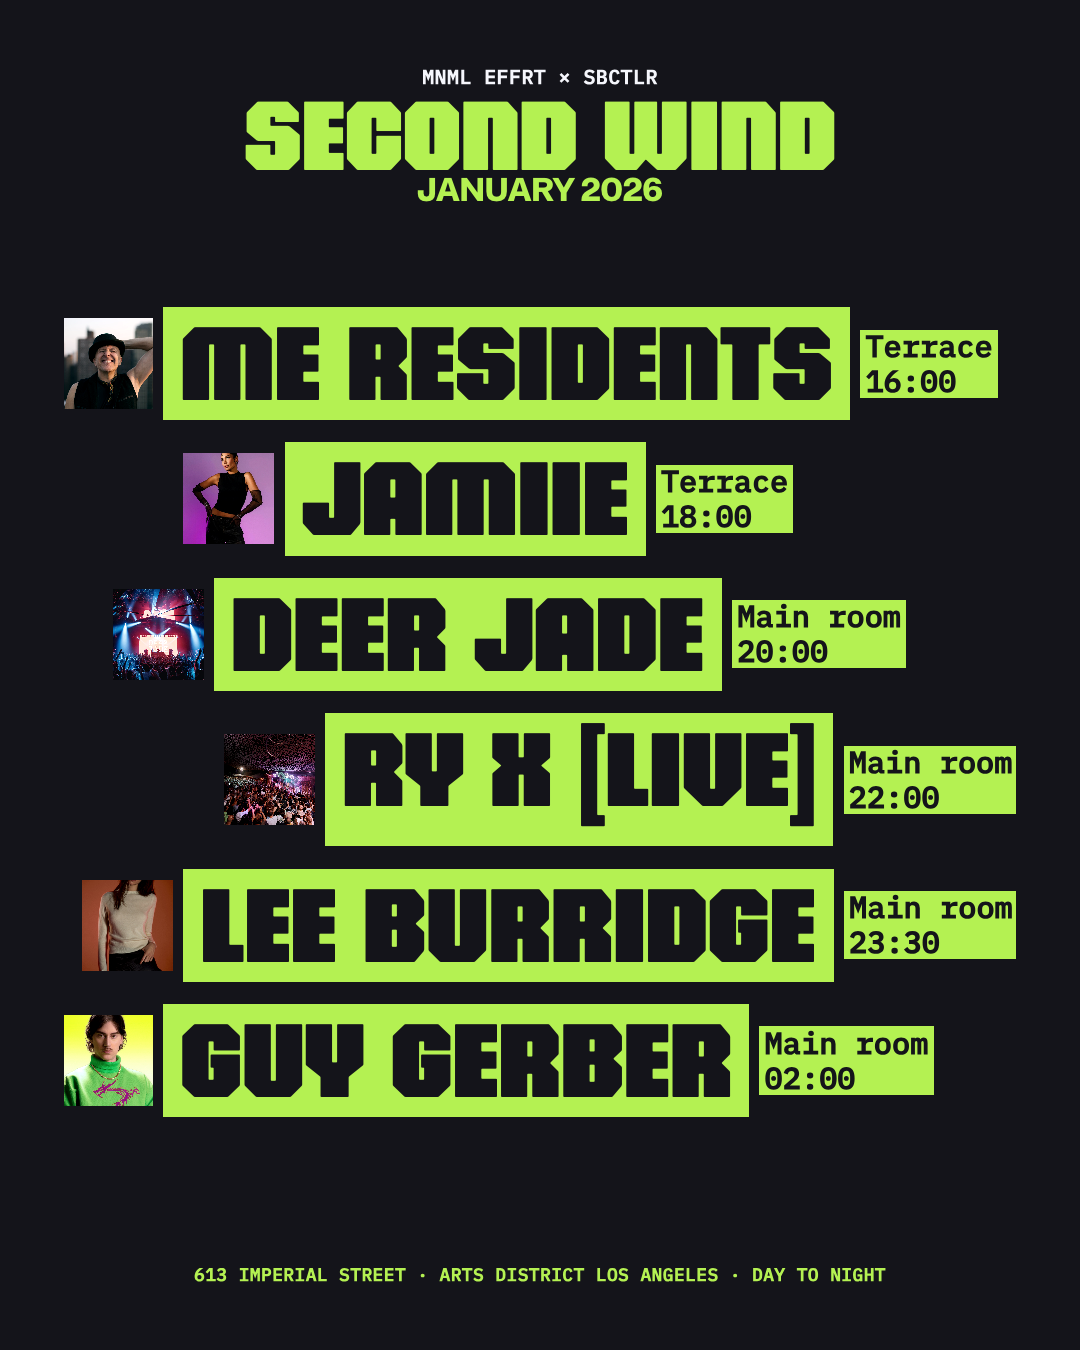 MNML EFFRT × SBCTLR
SECOND WIND
JANUARY 2026
ME RESIDENTS
Terrace
16:00
JAMIIE
Terrace
18:00
DEER JADE
Main room
20:00
RY X [LIVE]
Main room
22:00
LEE BURRIDGE
Main room
23:30
GUY GERBER
Main room
02:00
613 IMPERIAL STREET · ARTS DISTRICT LOS ANGELES · DAY TO NIGHT